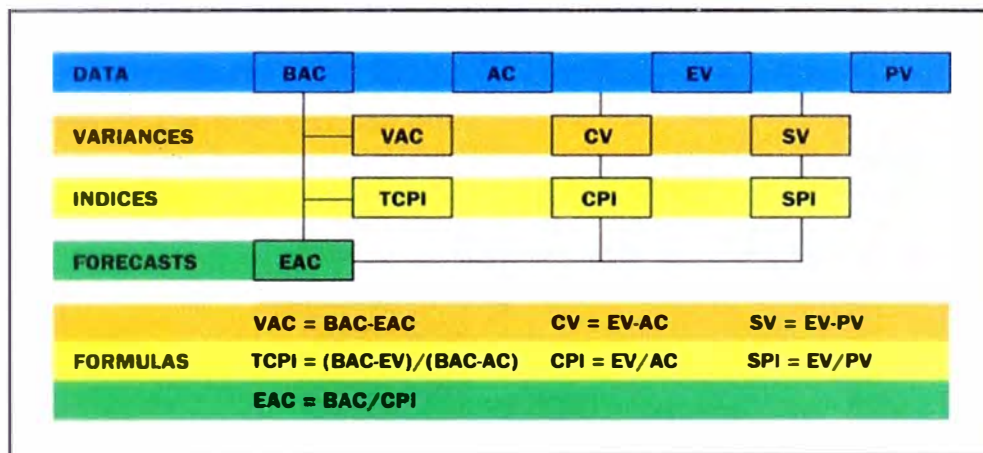 DATA BAC AC EV PV
VARIANCES VAC CV SV
INDICES TCPI CPI SPI
FORECASTS EAC
VAC = BAC-EAC CV = EV-AC SV = EV-PV
FORMULAS TCPI = (BAC-EV)/(BAC-AC) CPI = EV/AC SPI = EV/PV
EAC = BAC/CPI